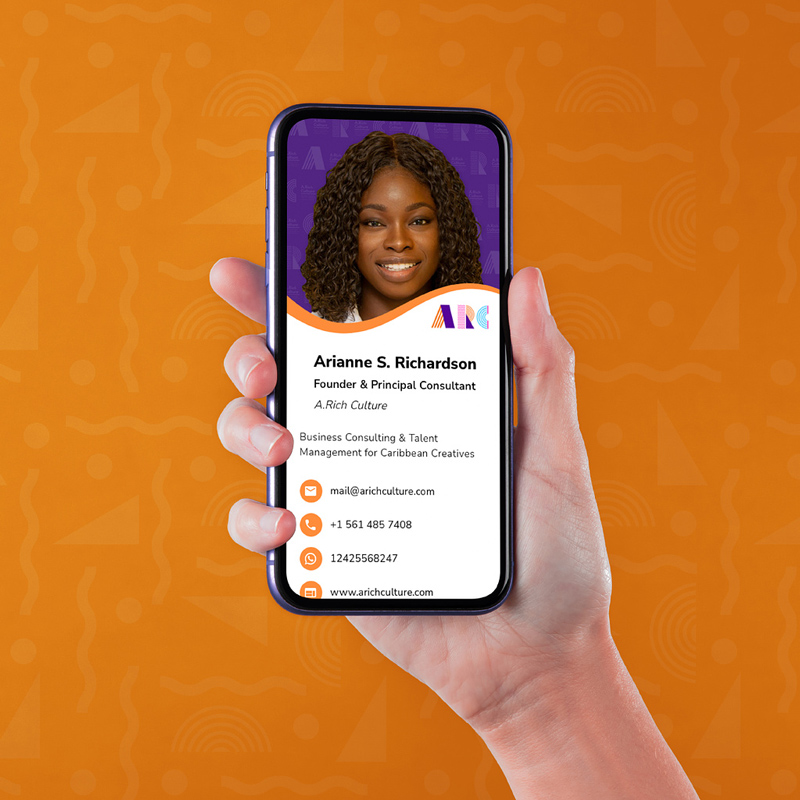 ARC
Arianne S. Richardson
Founder & Principal Consultant
A.Rich Culture
Business Consulting & Talent
Management for Caribbean Creatives
mail@arichculture.com
+1 561 485 7408
12425568247
www.arichculture.com